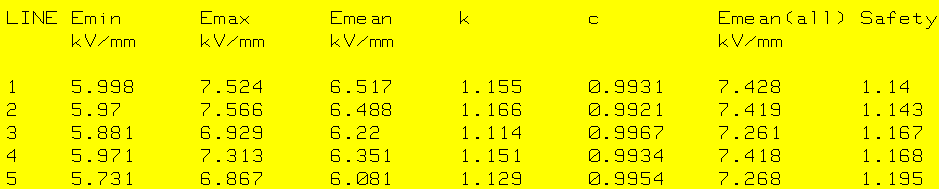 LINE Emin Emax Emean k c Emean(all) Safety
kV/mm kV/mm kV/mm kV/mm
1 5.998 7.524 6.517 1.155 0.9931 7.428 1.14
2 5.97 7.566 6.488 1.166 0.9921 7.419 1.143
3 5.881 6.929 6.22 1.114 0.9967 7.261 1.167
4 5.971 7.313 6.351 1.151 0.9934 7.418 1.168
5 5.731 6.867 6.081 1.129 0.9954 7.268 1.195